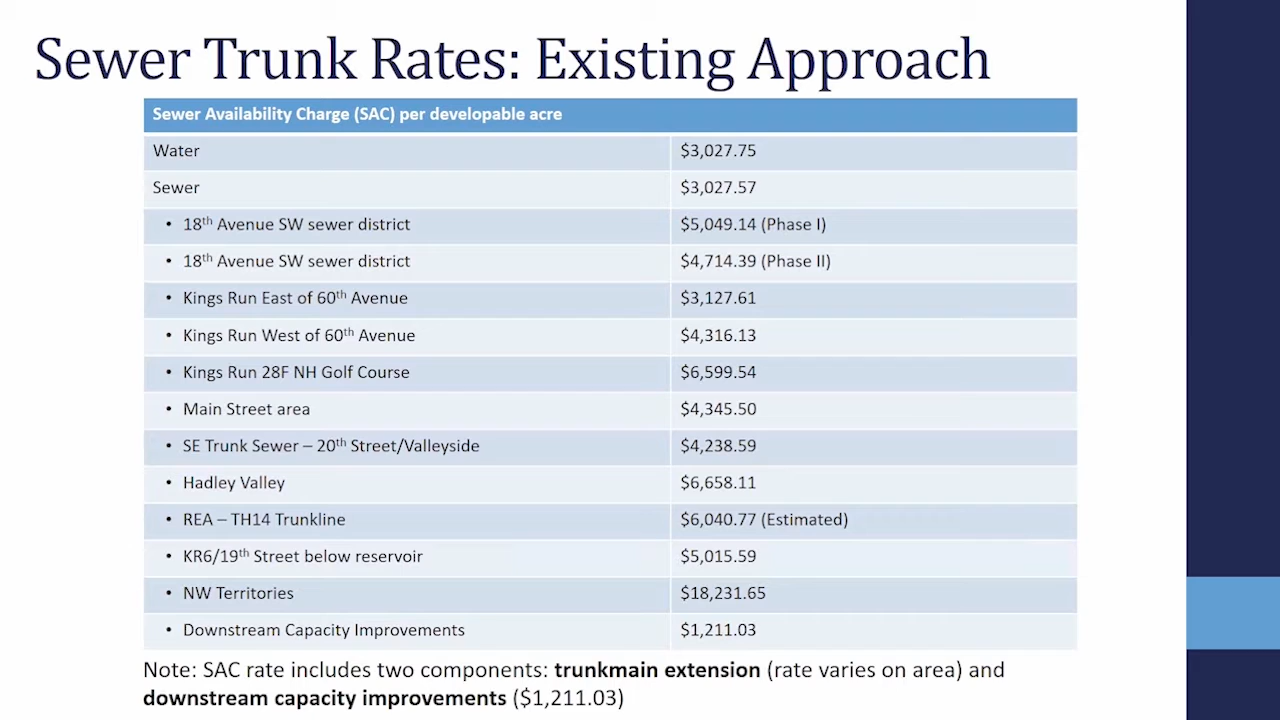 Sewer Trunk Rates: Existing Approach
Sewer Availability Charge (SAC) per developable acre
Water $3,027.75
Sewer $3,027.57
• 18th Avenue SW sewer district $5,049.14 (Phase I)
• 18th Avenue SW sewer district $4,714.39 (Phase II)
• Kings Run East of 60th Avenue $3,127.61
• Kings Run West of 60th Avenue $4,316.13
• Kings Run 28F NH Golf Course $6,599.54
• Main Street area $4,345.50
• SE Trunk Sewer – 20th Street/Valleyside $4,238.59
• Hadley Valley $6,658.11
• REA – TH14 Trunkline $6,040.77 (Estimated)
• KR6/19th Street below reservoir $5,015.59
• NW Territories $18,231.65
• Downstream Capacity Improvements $1,211.03
Note: SAC rate includes two components: trunkmain extension (rate varies on area) and
downstream capacity improvements ($1,211.03)